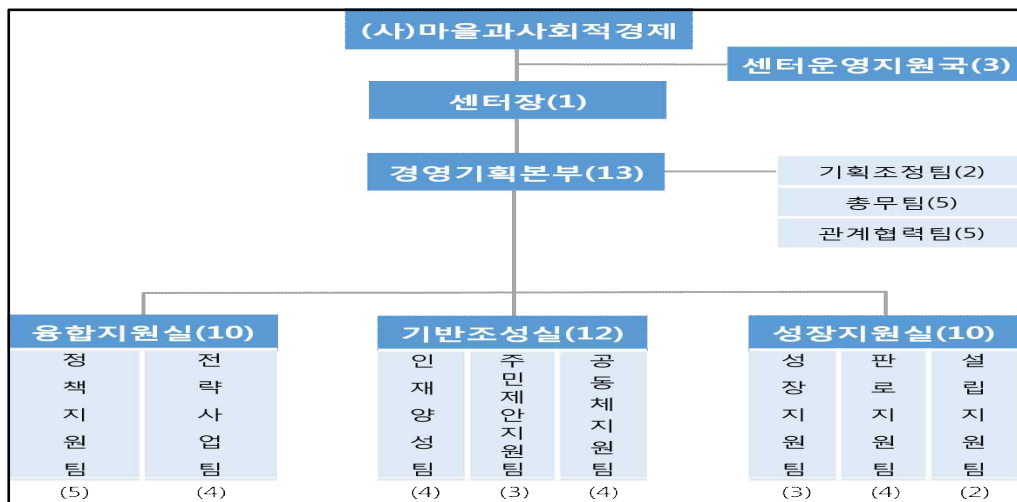 (사)마을과사회적경제
센터운영지원국(3)
센터장(1)
경영기획본부(13)
기획조정팀(2)
총무팀(5)
관계협력팀(5)
융합지원실(10)
정책지원팀
(5)
전략사업팀
(4)
기반조성실(12)
인재양성팀
(4)
주민제안지원팀
(3)
공동체지원팀
(4)
성장지원실(10)
성장지원팀
(3)
판로지원팀
(4)
설립지원팀
(2)